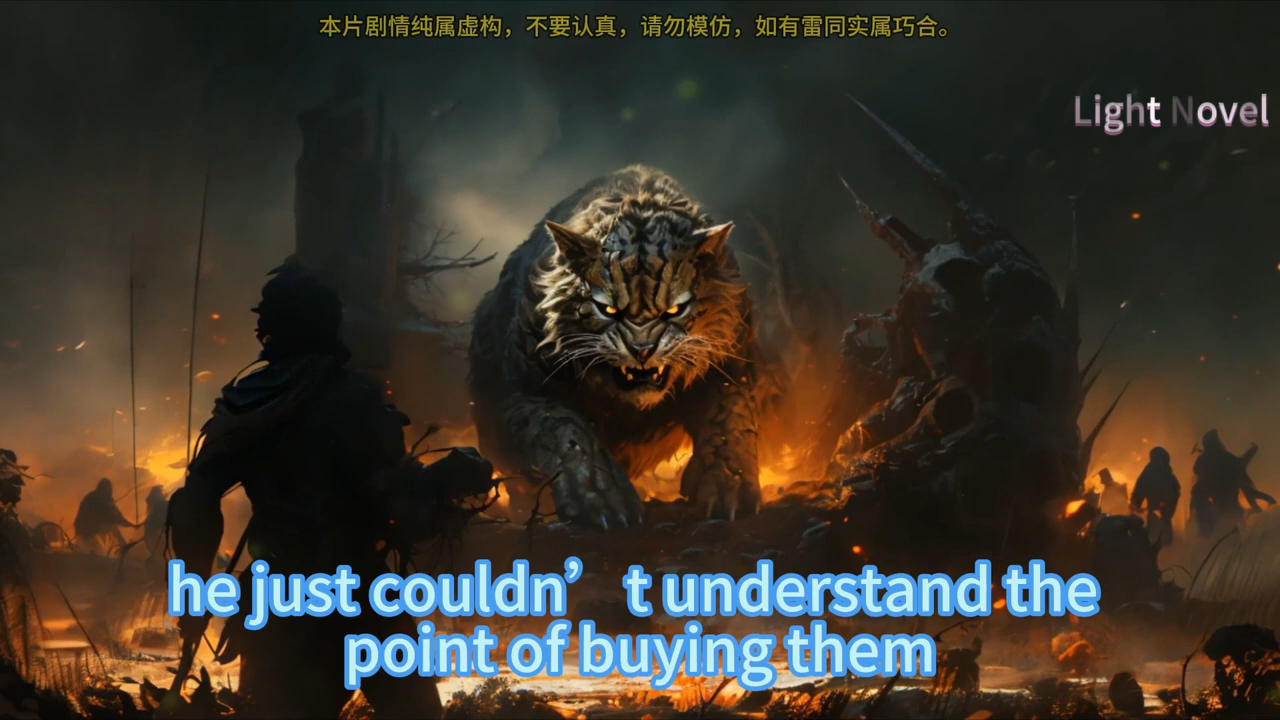 本片剧情纯属虚构，不要认真，请勿模仿，如有雷同实属巧合。
Light Novel
he just couldn’t understand the
point of buying them